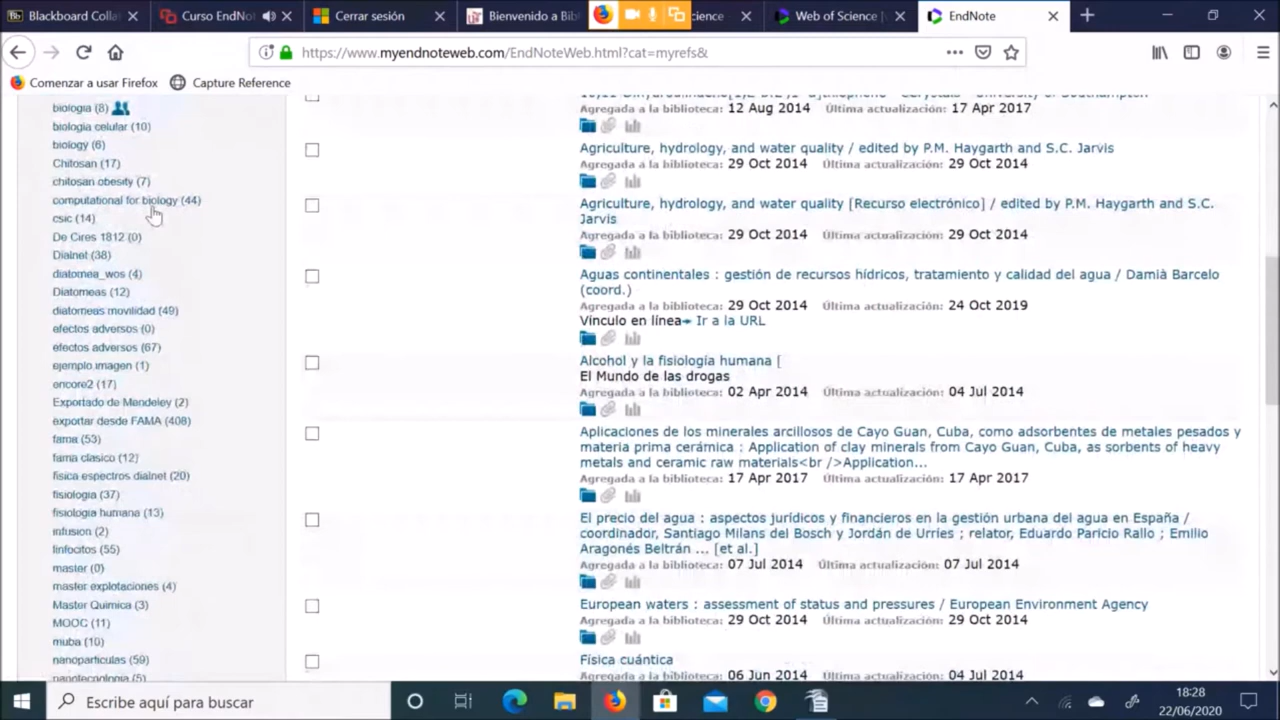 Blackboard Colla
Curso EndNo
Cerrar sesión
Bienvenido a Bib
cience
Web of Science [
EndNote
https://www.myendnoteweb.com/EndNoteWeb.html?cat=myrefs&
Comenzar a usar Firefox
Capture Reference
biologia (8)
biologia celular (10)
biology (6)
Chitosan (17)
chitosan obesity (7)
computational for biology (44)
csic (14)
De Cires 1812 (0)
Dialnet (38)
diatomea_wos (4)
Diatomeas (12)
diatomeas movilidad (49)
efectos adversos (0)
efectos adversos (67)
ejemplo imagen (1)
encore2 (17)
Exportado de Mendeley (2)
exportar desde FAMA (408)
fama (53)
fama clasico (12)
fisica espectros dialnet (20)
fisiologia (37)
fisiologia humana (13)
infusion (2)
linfocitos (55)
master (0)
master explotaciones (4)
Master Quimica (3)
MOOC (11)
muba (10)
nanoparticulas (59)
nanotecnologia (5)
Agregada a la biblioteca: 12 Aug 2014 Última actualización: 17 Apr 2017
Agriculture, hydrology, and water quality / edited by P.M. Haygarth and S.C. Jarvis
Agregada a la biblioteca: 29 Oct 2014 Última actualización: 29 Oct 2014
Agriculture, hydrology, and water quality [Recurso electrónico] / edited by P.M. Haygarth and S.C.
Jarvis
Agregada a la biblioteca: 29 Oct 2014 Última actualización: 29 Oct 2014
Aguas continentales : gestión de recursos hídricos, tratamiento y calidad del agua / Damià Barcelo
(coord.)
Agregada a la biblioteca: 29 Oct 2014 Última actualización: 24 Oct 2019
Vínculo en línea Ir a la URL
Alcohol y la fisiología humana [
El Mundo de las drogas
Agregada a la biblioteca: 02 Apr 2014 Última actualización: 04 Jul 2014
Aplicaciones de los minerales arcillosos de Cayo Guan, Cuba, como adsorbentes de metales pesados y
materia prima cerámica : Application of clay minerals from Cayo Guan, Cuba, as sorbents of heavy
metals and ceramic raw materials<br />Application...
Agregada a la biblioteca: 17 Apr 2017 Última actualización: 17 Apr 2017
El precio del agua : aspectos jurídicos y financieros en la gestión urbana del agua en España /
coordinador, Santiago Milans del Bosch y Jordán de Urríes ; relator, Eduardo Paricio Rallo ; Emilio
Aragonés Beltrán ... [et al.]
Agregada a la biblioteca: 07 Jul 2014 Última actualización: 04 Jul 2014
European waters : assessment of status and pressures / European Environment Agency
Agregada a la biblioteca: 29 Oct 2014 Última actualización: 29 Oct 2014
Física cuántica
Agregada a la biblioteca: 06 Jun 2014 Última actualización: 04 Jul 2014
Escribe aquí para buscar
18:28
22/06/2020